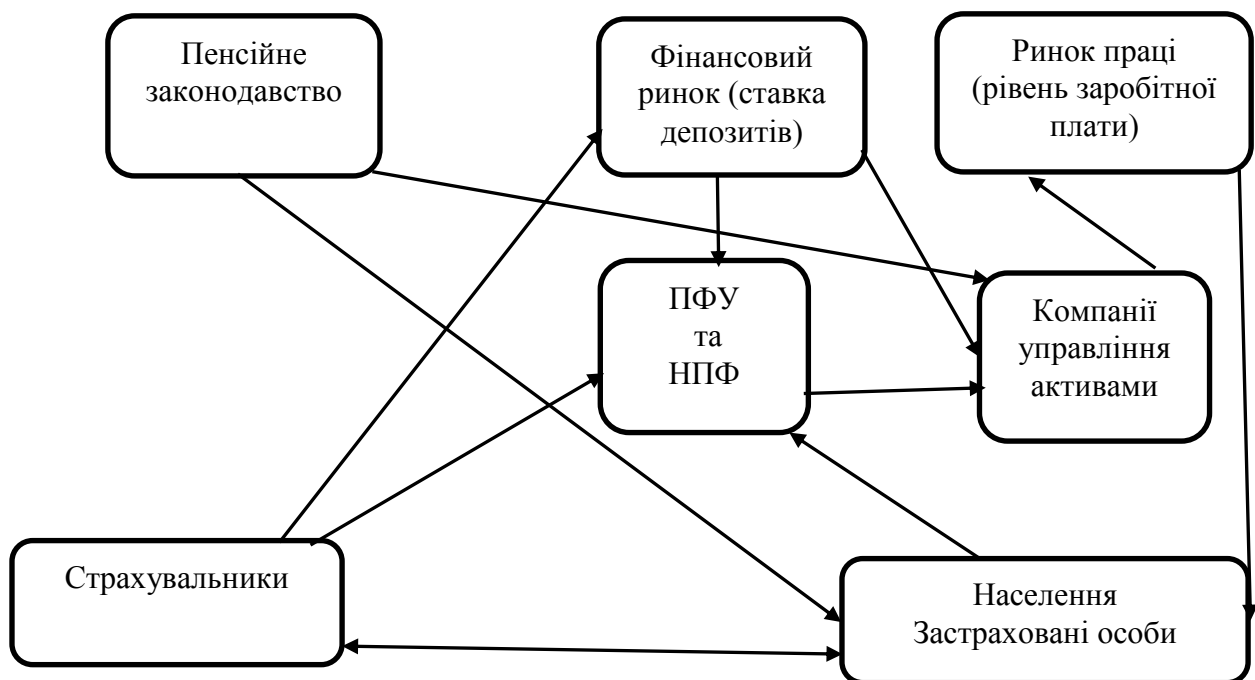 Пенсійне
законодавство
Фінансовий
ринок (ставка
депозитів)
Ринок праці
(рівень заробітної
плати)
ПФУ
та
НПФ
Компанії
управління
активами
Страхувальники
Населення
Застраховані особи